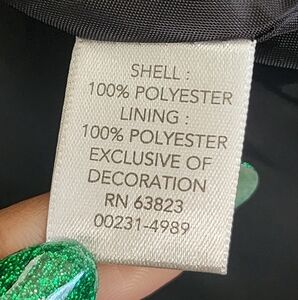 SHELL :
100% POLYESTER
LINING :
100% POLYESTER
EXCLUSIVE OF
DECORATION
RN 63823
00231-4989